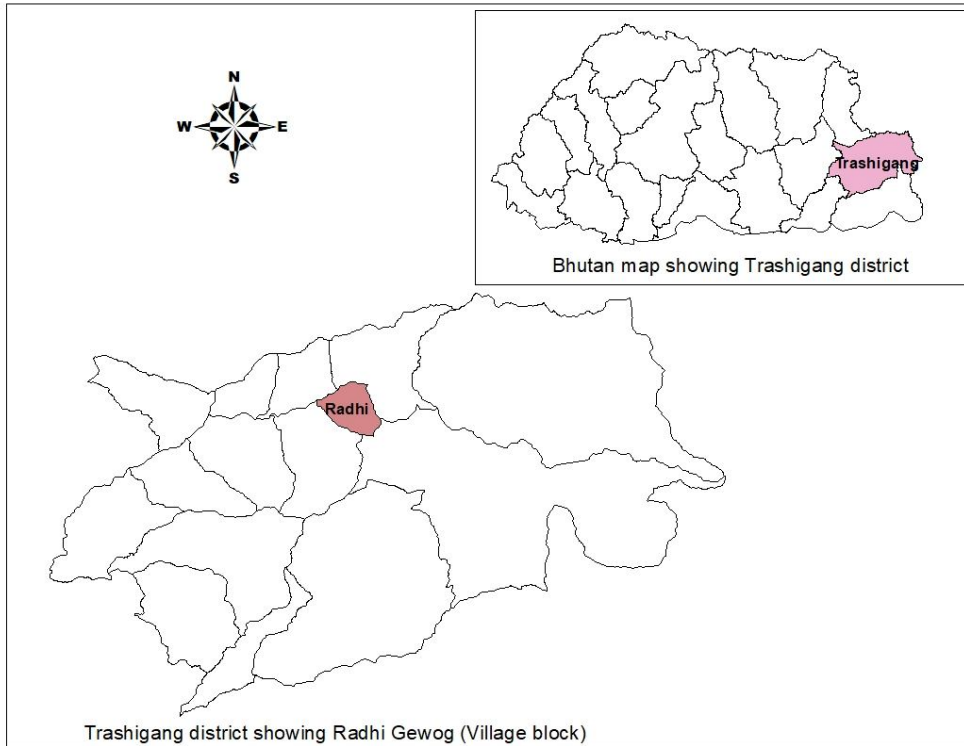 N
W E
S
Trashigang
Bhutan map showing Trashigang district
Radhi
Trashigang district showing Radhi Gewog (Village block)